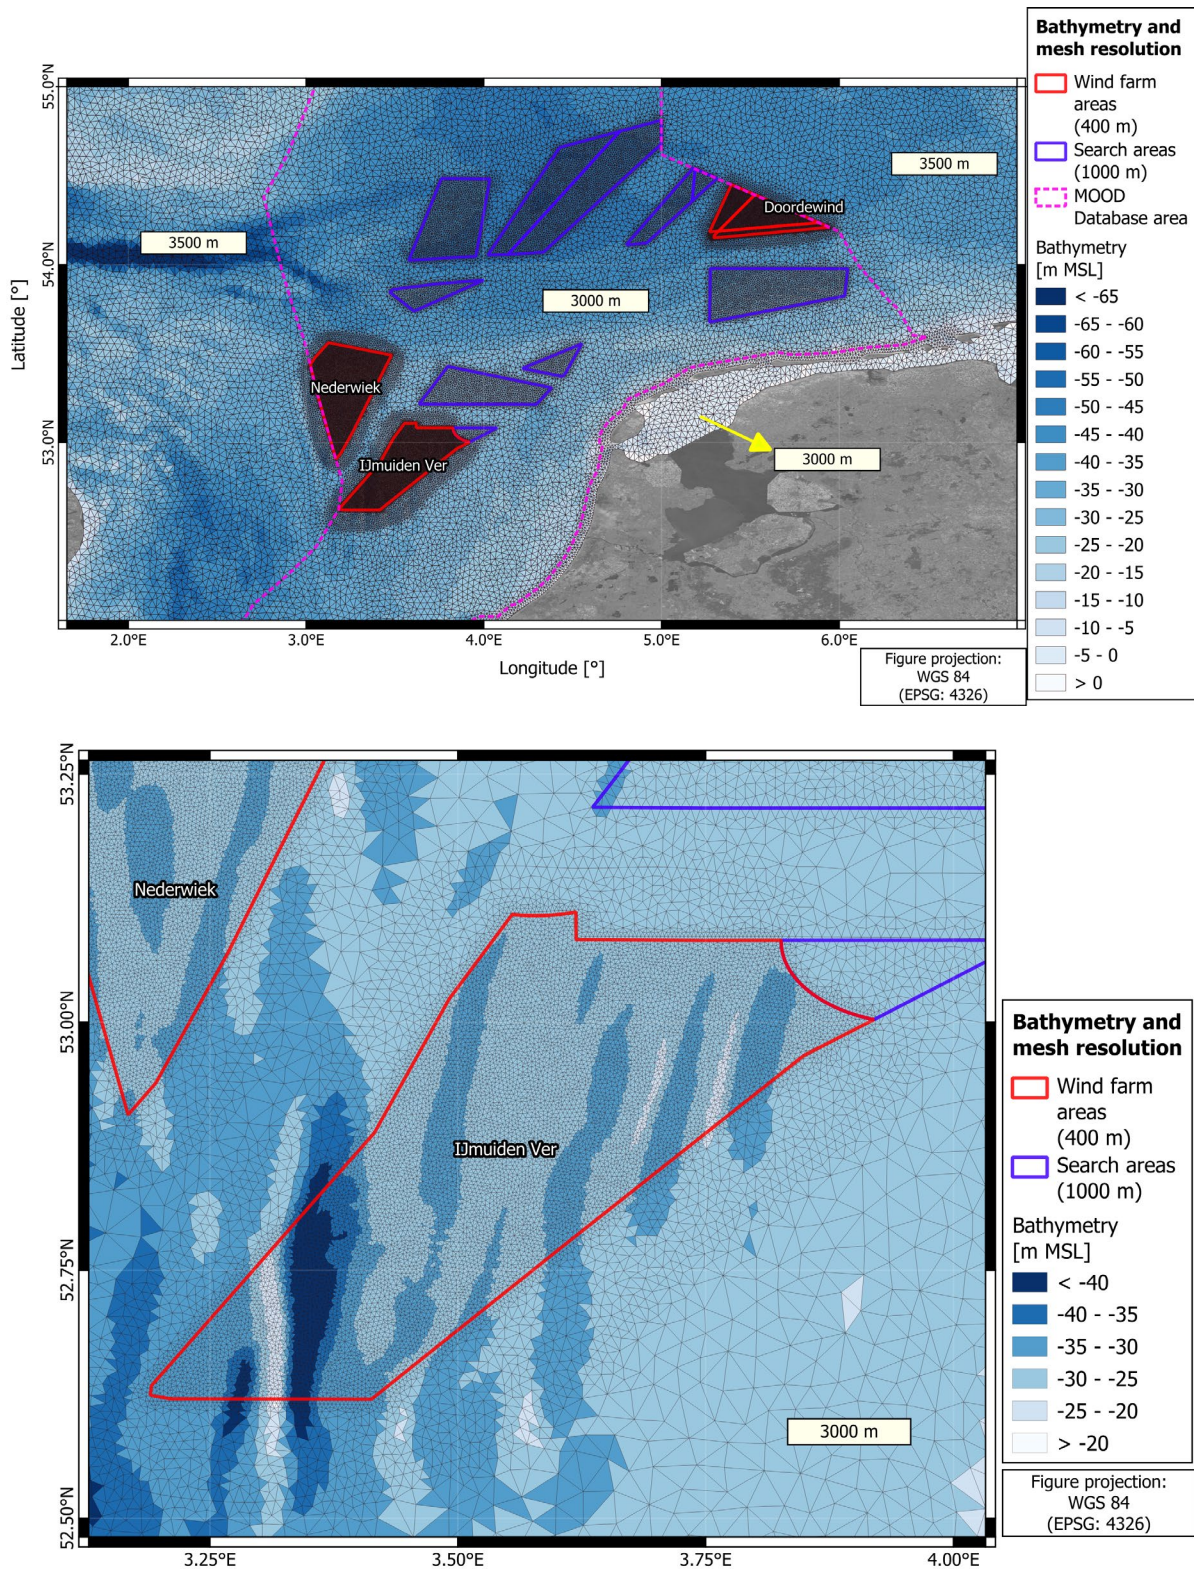 Bathymetry and
mesh resolution
Wind farm
areas
(400 m)
Search areas
(1000 m)
MOOD
Database area
Bathymetry
[m MSL]
< -65
-65 - -60
-60 - -55
-55 - -50
-50 - -45
-45 - -40
-40 - -35
-35 - -30
-30 - -25
-25 - -20
-20 - -15
-15 - -10
-10 - -5
-5 - 0
> 0
55.0°N
54.0°N
53.0°N
Latitude [°]
3500 m
3500 m
Doordewind
3000 m
Nederwiek
IJmuiden Ver
3000 m
2.0°E
3.0°E
4.0°E
5.0°E
6.0°E
Longitude [°]
Figure projection:
WGS 84
(EPSG: 4326)
53.25°N
53.00°N
52.75°N
52.50°N
Nederwiek
IJmuiden Ver
3000 m
3.25°E
3.50°E
3.75°E
4.00°E
Bathymetry and
mesh resolution
Wind farm
areas
(400 m)
Search areas
(1000 m)
Bathymetry
[m MSL]
< -40
-40 - -35
-35 - -30
-30 - -25
-25 - -20
> -20
Figure projection:
WGS 84
(EPSG: 4326)